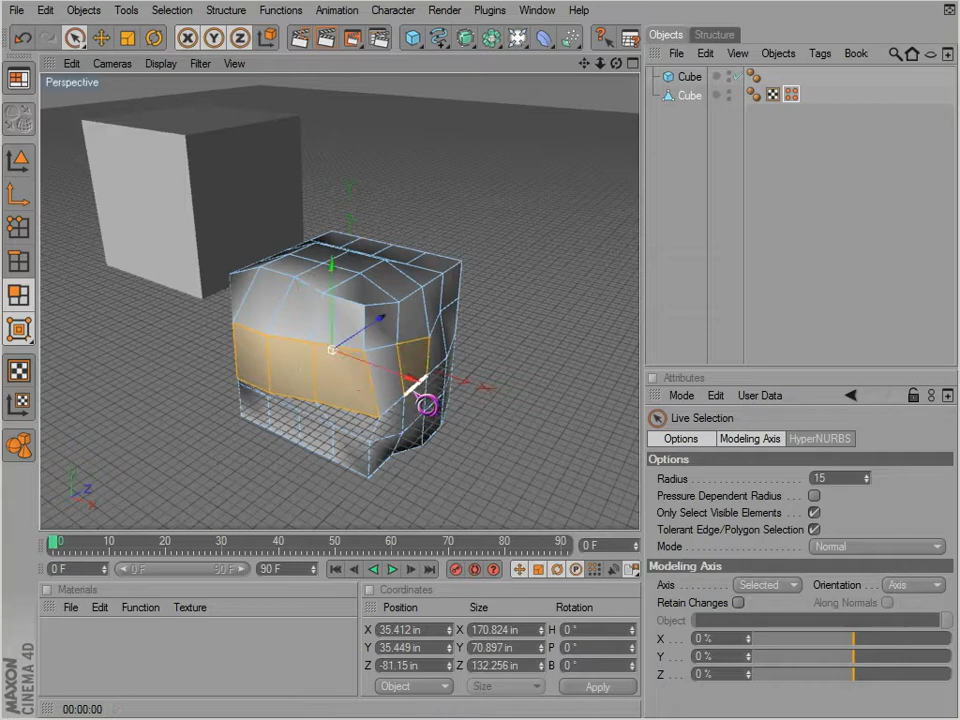 File Edit Objects Tools Selection Structure Functions Animation Character Render Plugins Window Help
X Y Z
Objects Structure
File Edit View Objects Tags Book
Edit Cameras Display Filter View
Perspective
Cube
Cube
Y
Z
X
Attributes
Mode Edit User Data
Live Selection
Options Modeling Axis HyperNURBS
Options
Radius 15
Pressure Dependent Radius
Only Select Visible Elements
Tolerant Edge/Polygon Selection
Mode Normal
Modeling Axis
Axis Selected Orientation Axis
Retain Changes Along Normals
Object
X 0 %
Y 0 %
Z 0 %
0 10 20 30 40 50 60 70 80 90 0 F
0 F 0 F 90 F 90 F
Materials
File Edit Function Texture
Coordinates
Position Size Rotation
X 35.412 in X 170.824 in H 0 °
Y 35.449 in Y 70.897 in P 0 °
Z -81.15 in Z 132.256 in B 0 °
Object Size Apply
MAXON
CINEMA 4D
00:00:00